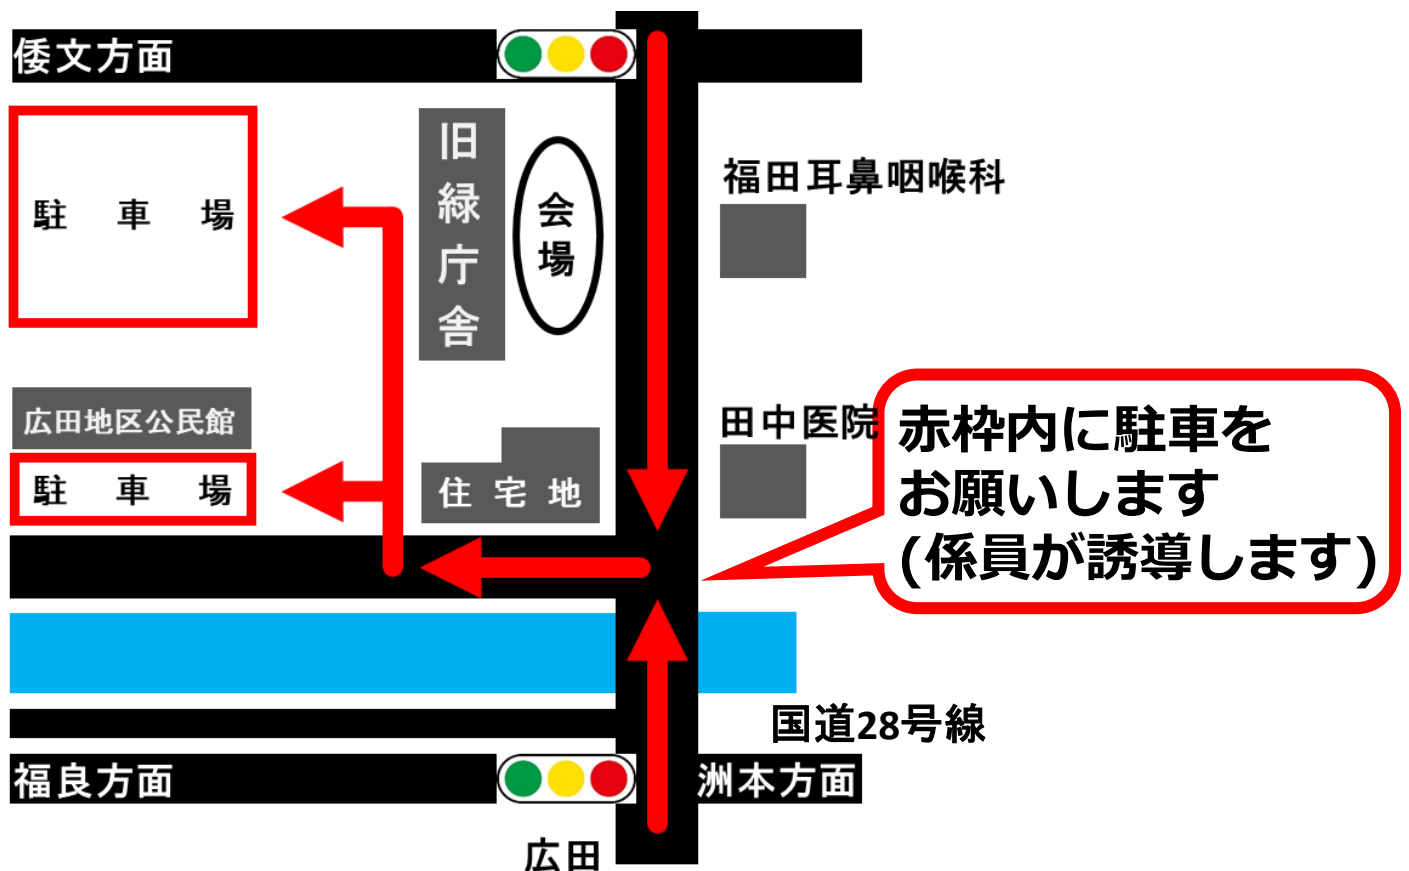 倭文方面
旧緑庁舎
会場
福田耳鼻咽喉科
駐車場
広田地区公民館
駐車場
住宅地
田中医院
赤枠内に駐車を
お願いします
(係員が誘導します)
国道28号線
福良方面
洲本方面
広田